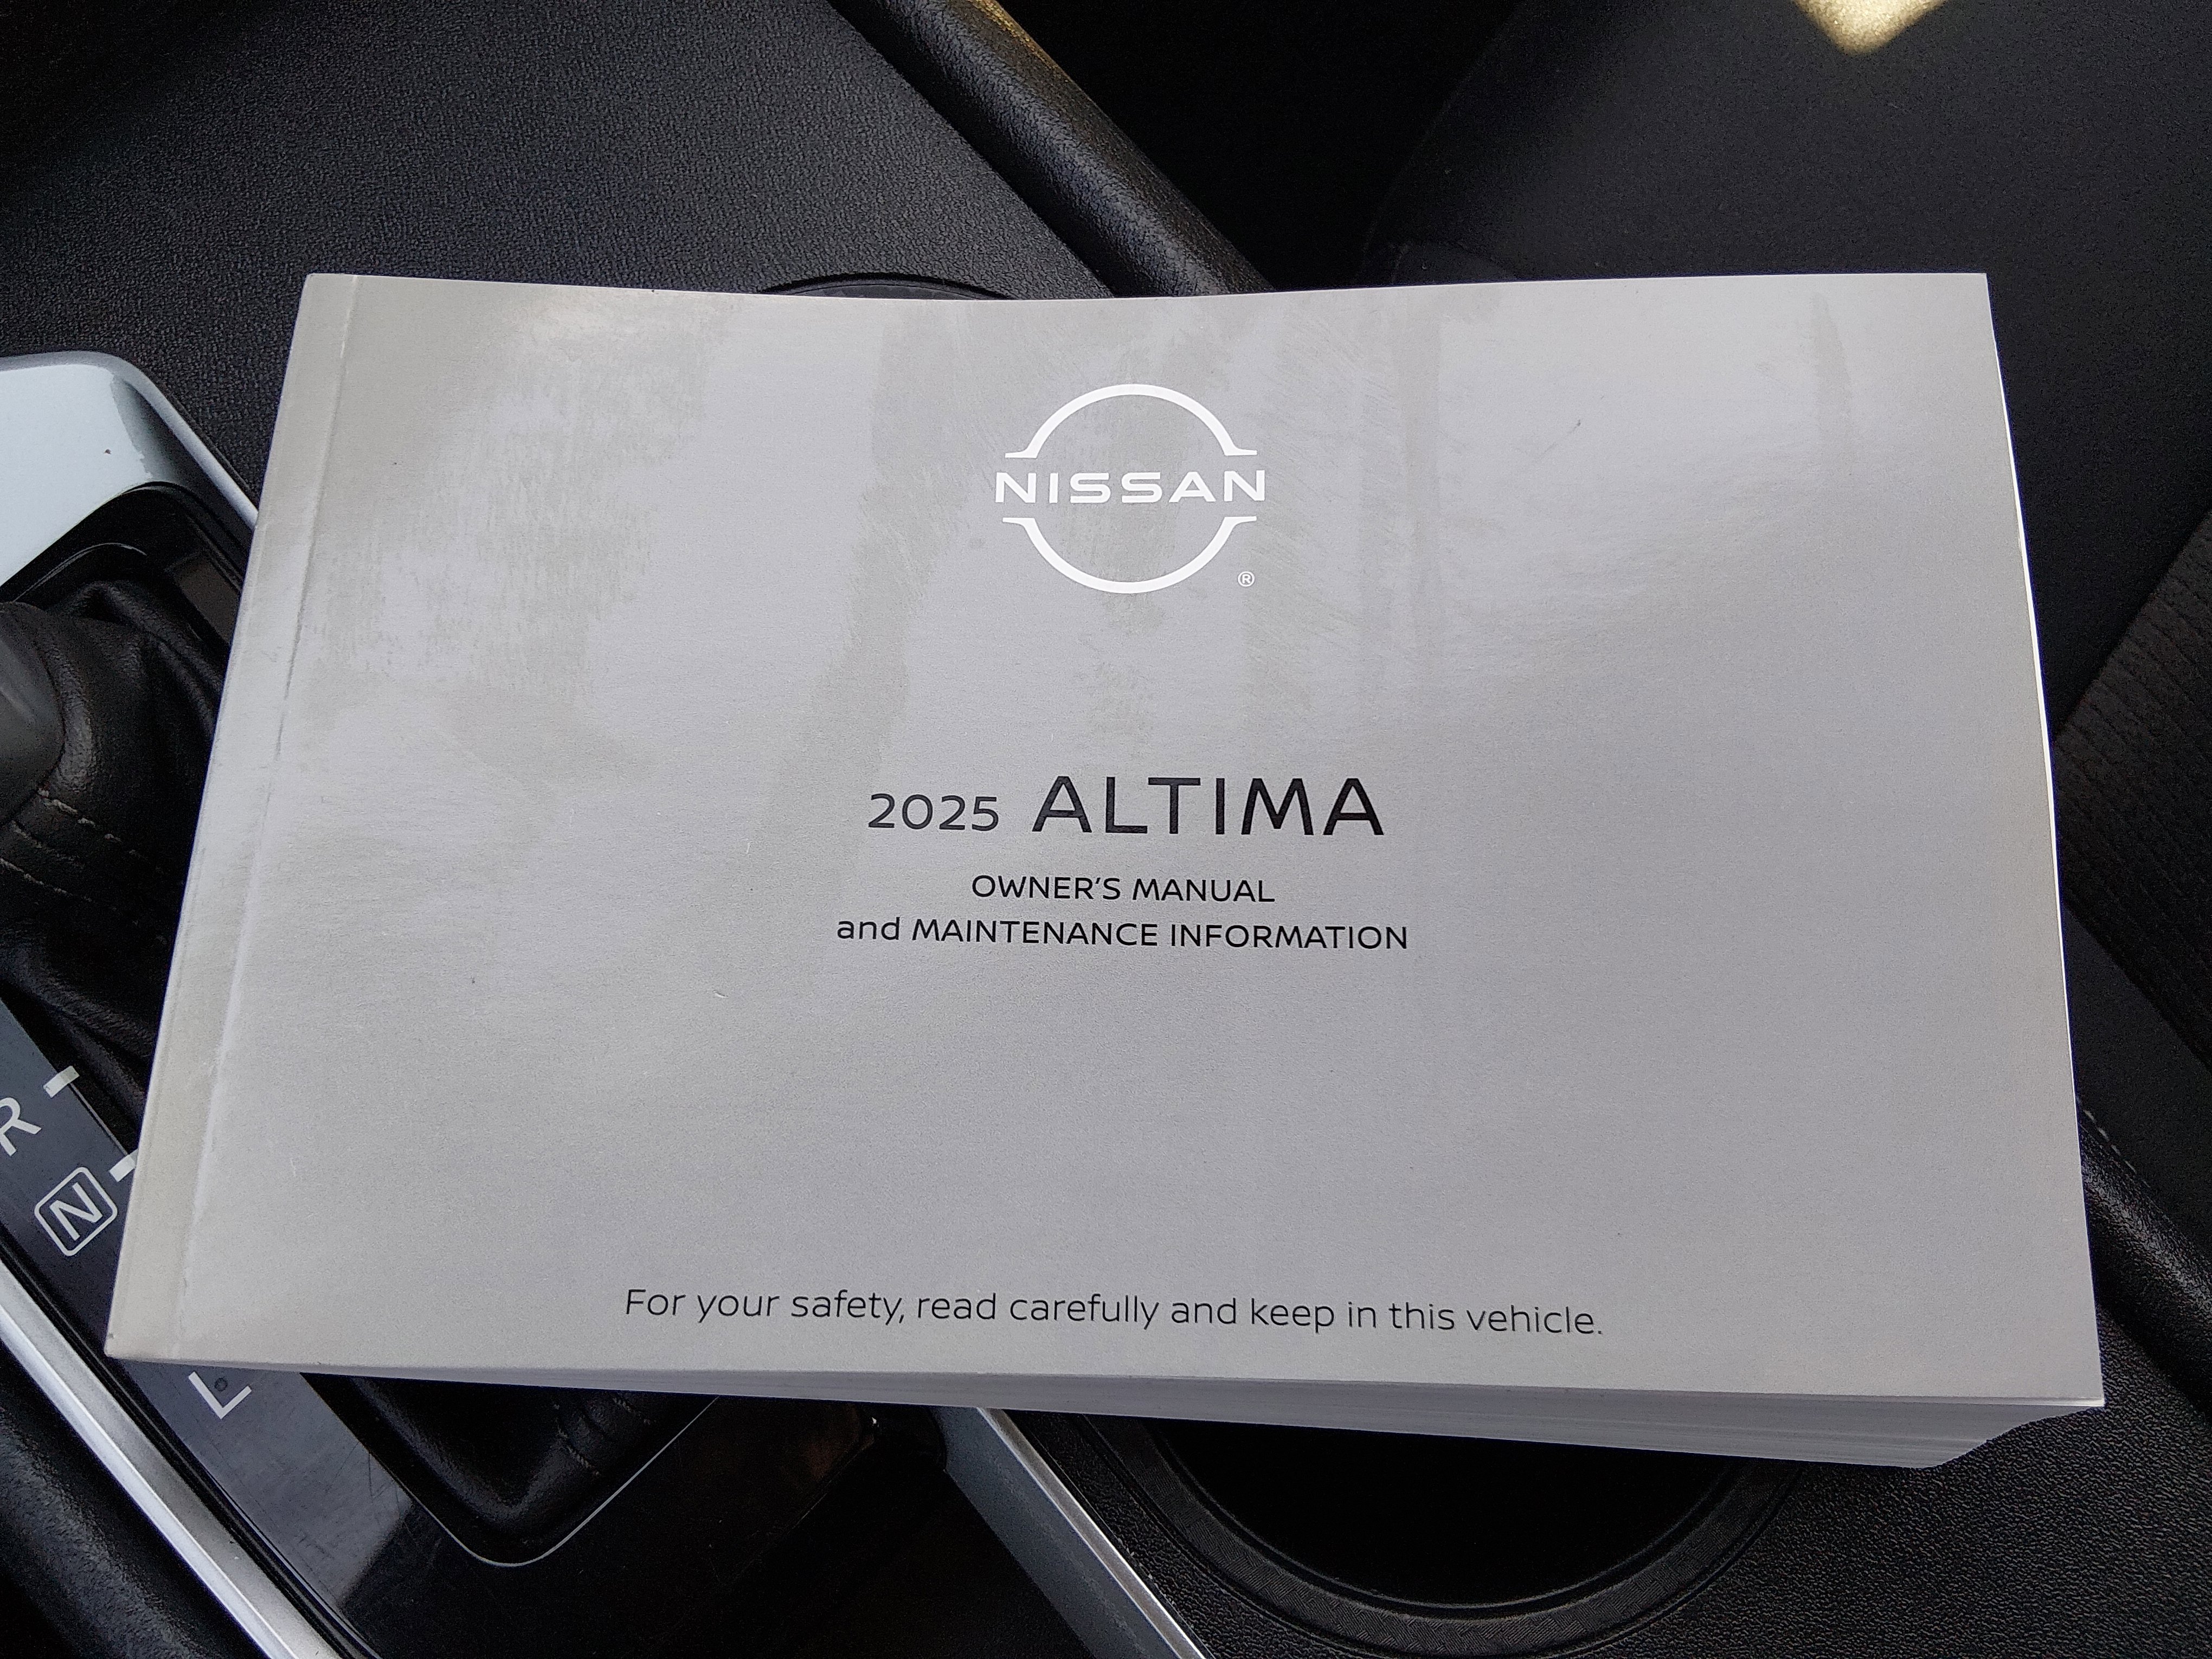 NISSAN
®
2025 ALTIMA
OWNER'S MANUAL
and MAINTENANCE INFORMATION
For your safety, read carefully and keep in this vehicle.
R
N
L